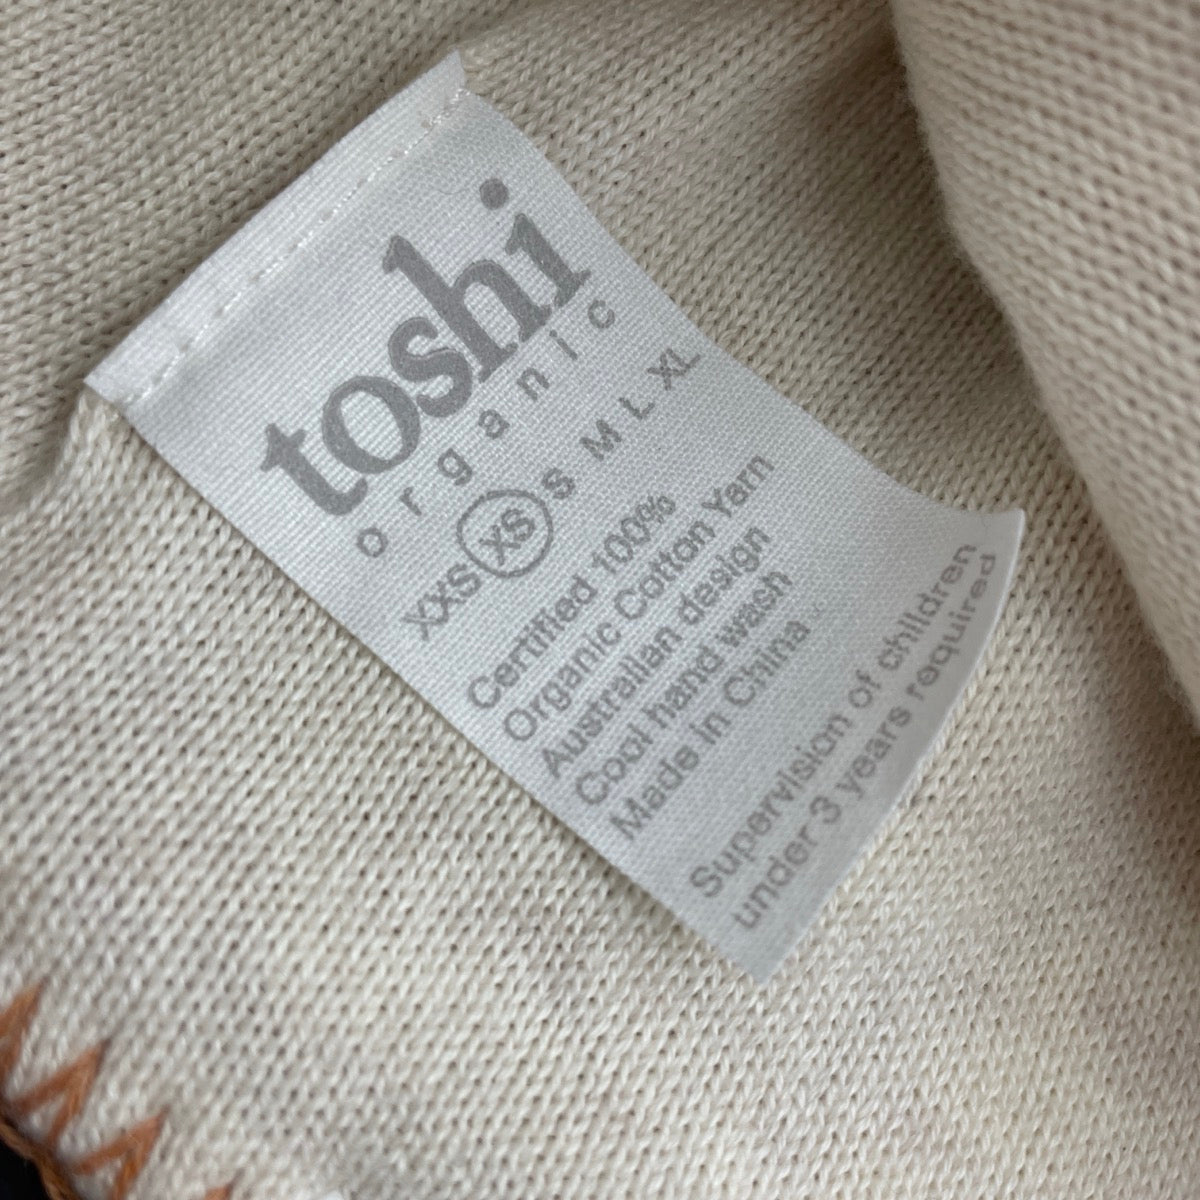 toshi
organic
XXS XS S M L XL
Certified 100%
Organic Cotton Yarn
Australian design
Cool hand wash
Made in China
Supervision of children
under 3 years required